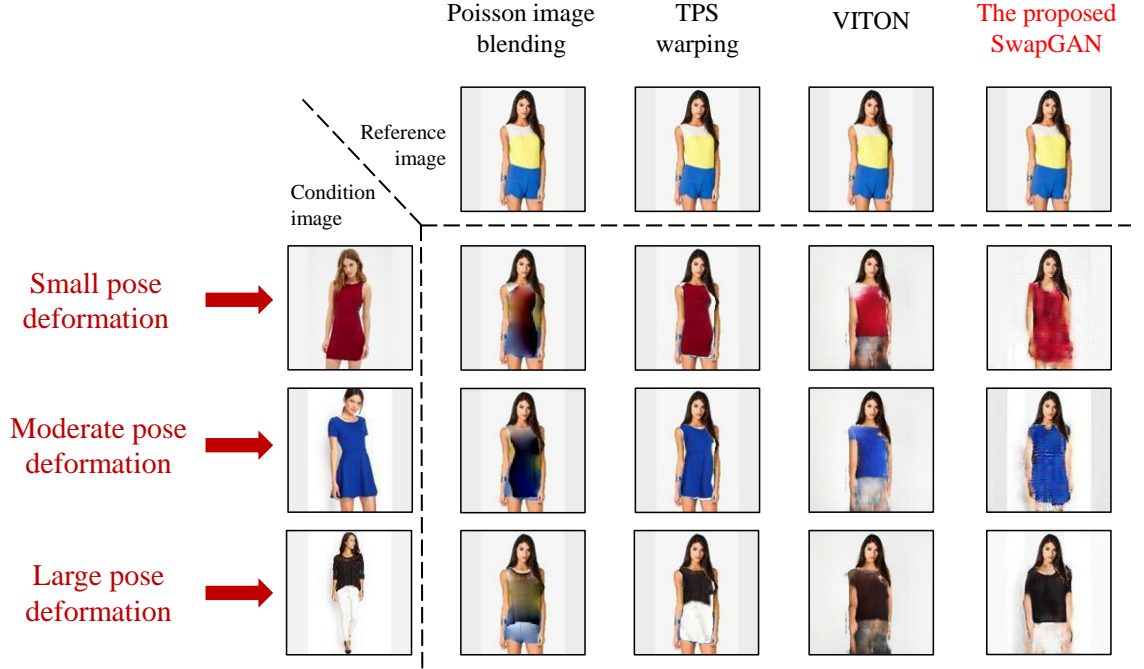 Poisson image
blending
TPS
warping
VITON
The proposed
SwapGAN
Reference
image
Condition
image
Small pose
deformation
Moderate pose
deformation
Large pose
deformation